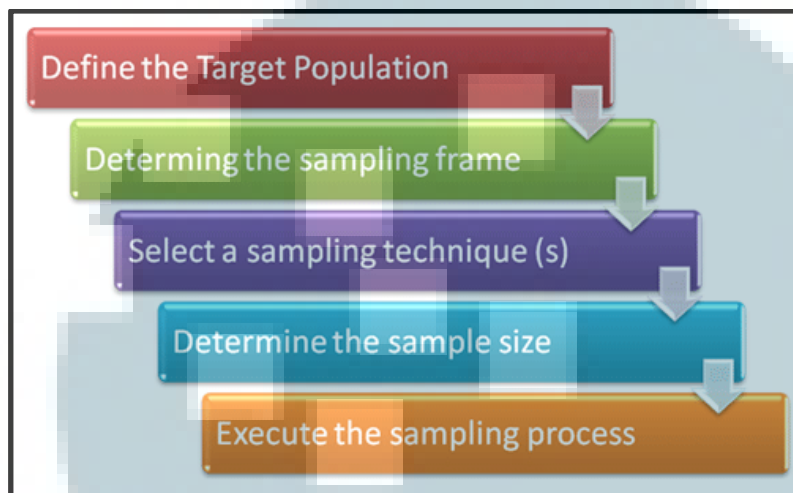 Define the Target Population
Determing the sampling frame
Select a sampling technique (s)
Determine the sample size
Execute the sampling process